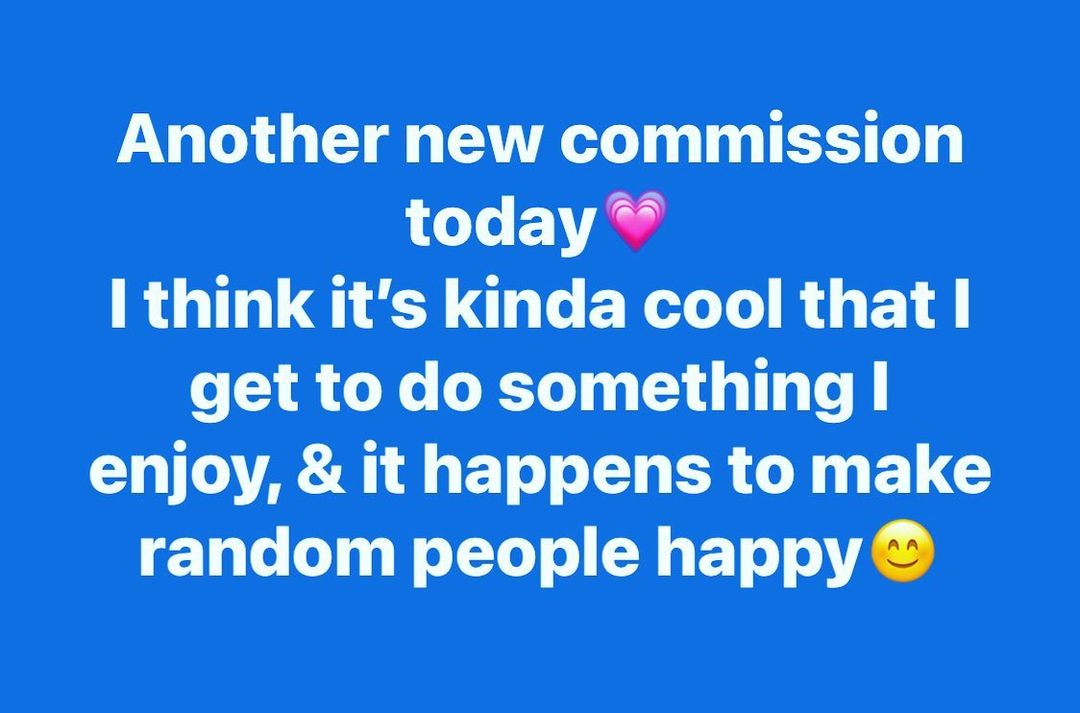 Another new commission
today💗
I think it’s kinda cool that I
get to do something I
enjoy, & it happens to make
random people happy😊